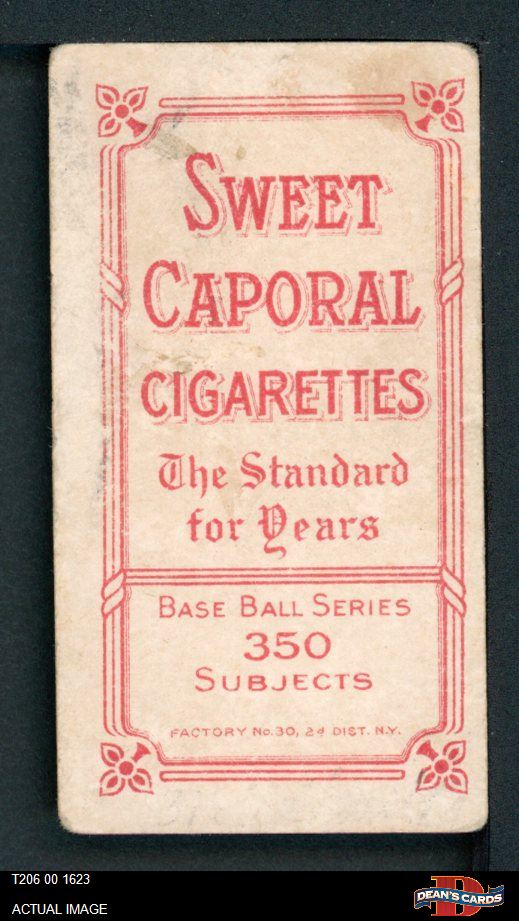 SWEET
CAPORAL
CIGARETTES
The Standard
for Years
BASE BALL SERIES
350
SUBJECTS
FACTORY No. 30, 2d DIST. N.Y.
T206 00 1623
ACTUAL IMAGE
DEAN'S CARDS